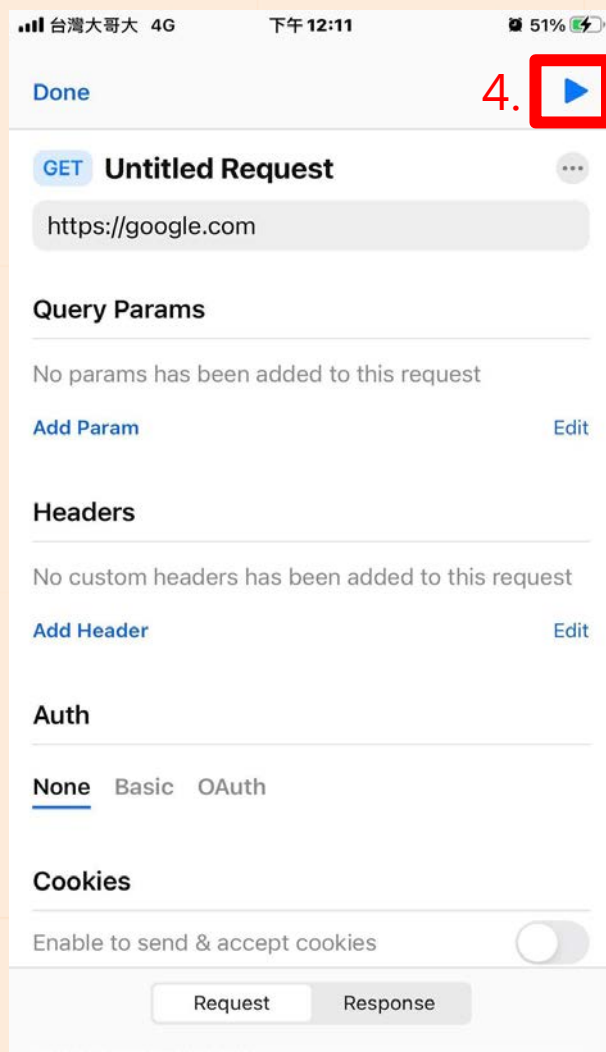 台灣大哥大 4G 下午 12:11 51%
Done 4.
GET Untitled Request
https://google.com
Query Params
No params has been added to this request
Add Param Edit
Headers
No custom headers has been added to this request
Add Header Edit
Auth
None Basic OAuth
Cookies
Enable to send & accept cookies
Request Response